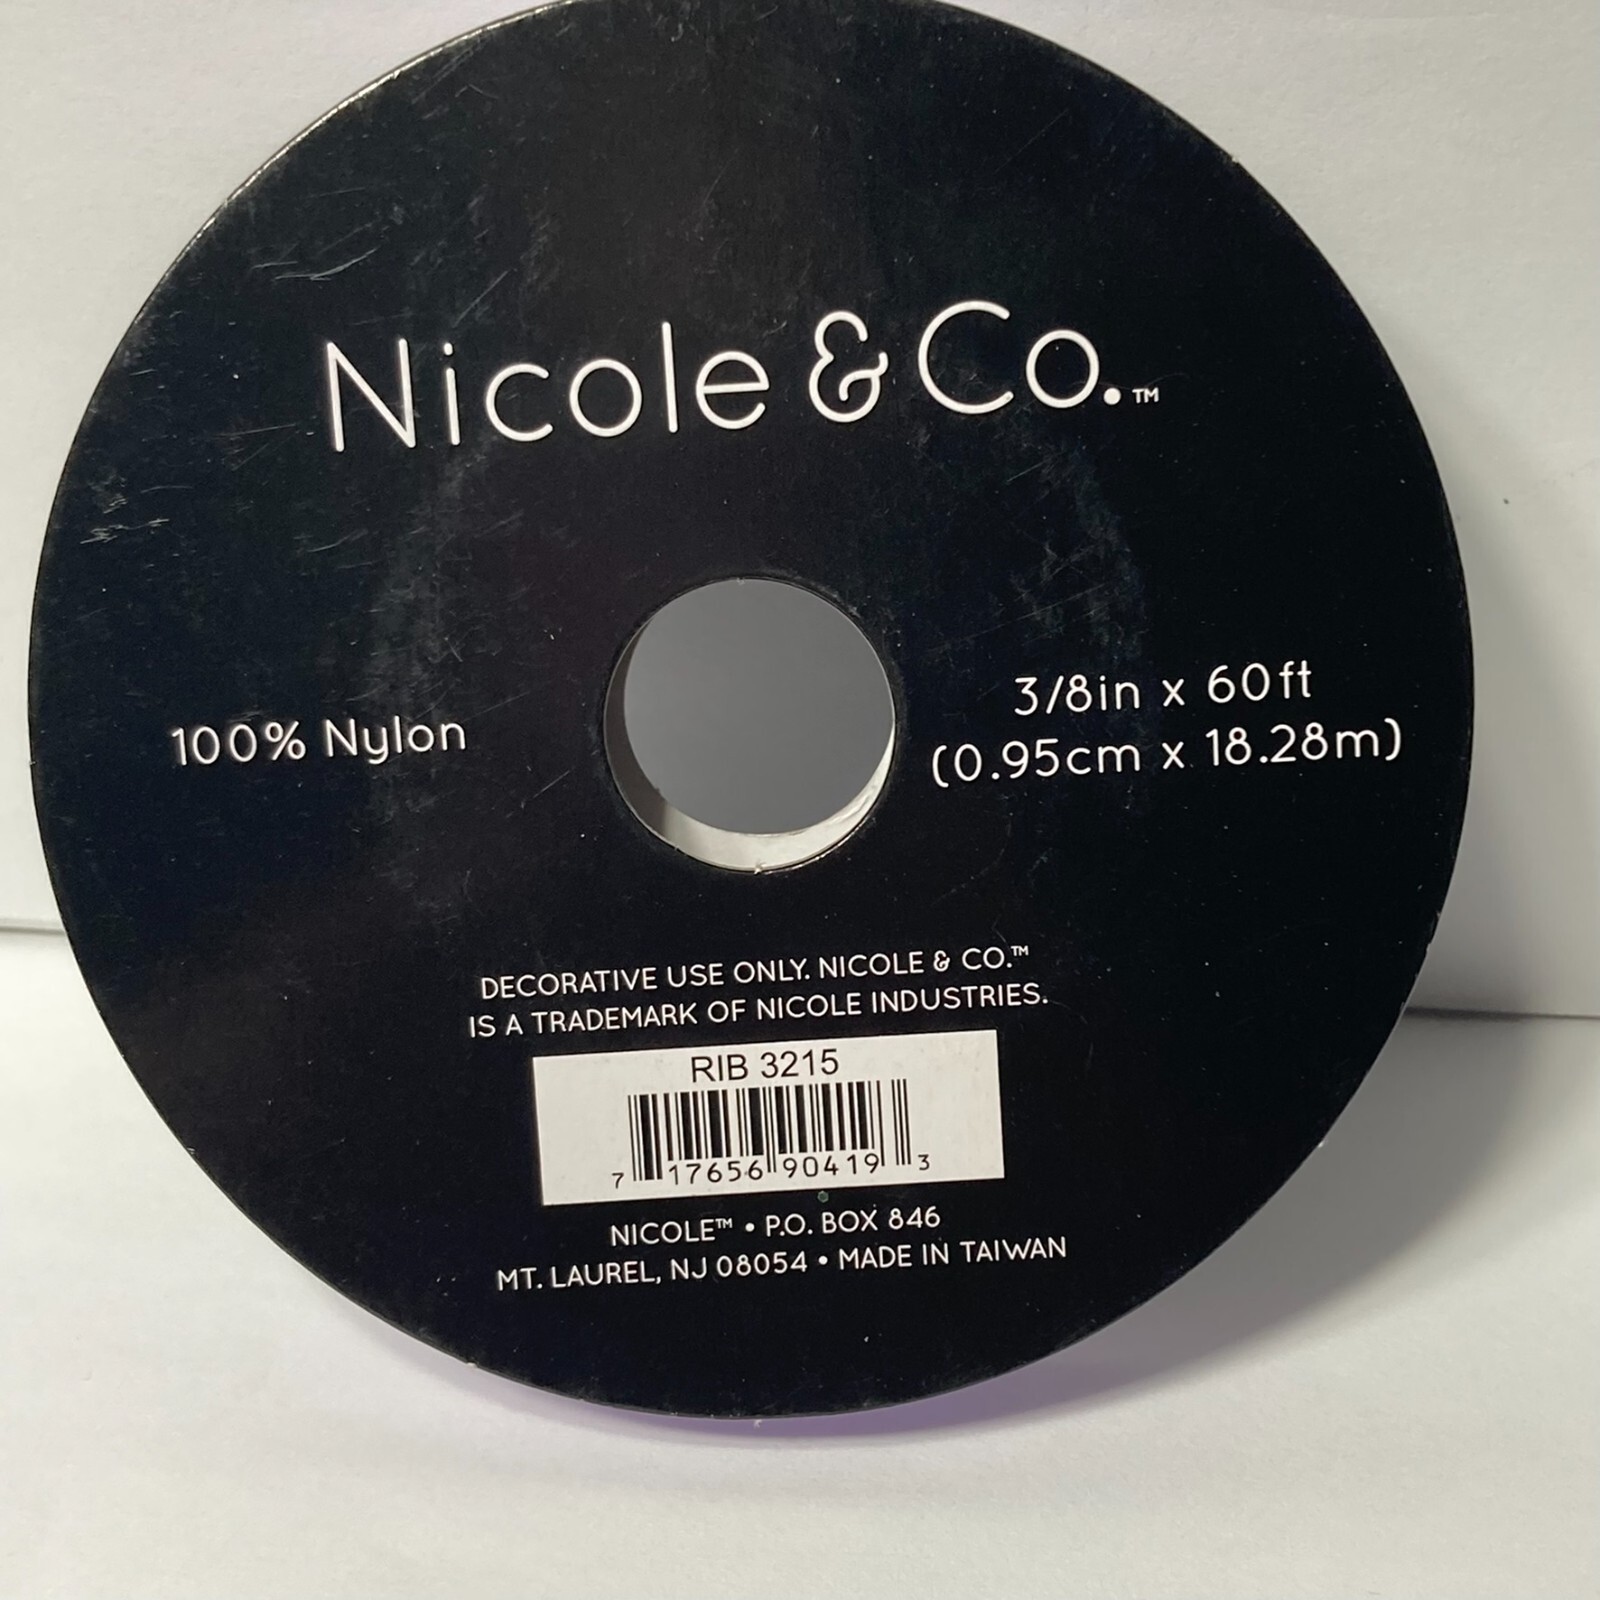 Nicole & Co.™
100% Nylon
3/8in x 60ft
(0.95cm x 18.28m)
DECORATIVE USE ONLY. NICOLE & CO.™
IS A TRADEMARK OF NICOLE INDUSTRIES.
RIB 3215
7 17656 90419 3
NICOLE™ • P.O. BOX 846
MT. LAUREL, NJ 08054 • MADE IN TAIWAN